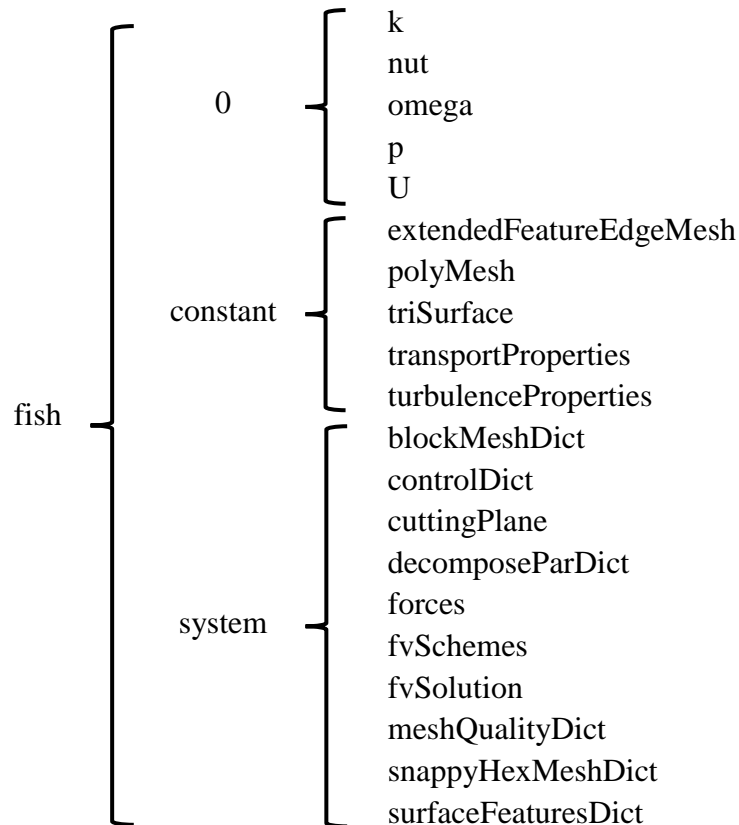 fish
0
k
nut
omega
p
U
constant
extendedFeatureEdgeMesh
polyMesh
triSurface
transportProperties
turbulenceProperties
system
blockMeshDict
controlDict
cuttingPlane
decomposeParDict
forces
fvSchemes
fvSolution
meshQualityDict
snappyHexMeshDict
surfaceFeaturesDict